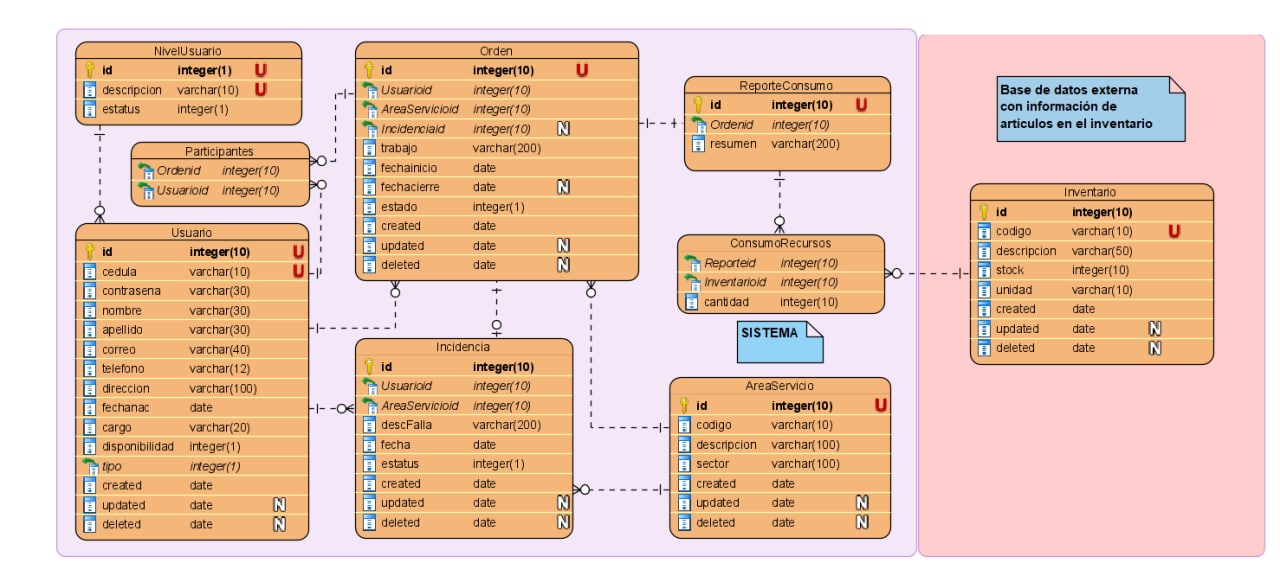 NivelUsuario
id integer(1) U
descripcion varchar(10) U
estatus integer(1)
Participantes
Ordenid integer(10)
Usuarioid integer(10)
Usuario
id integer(10) U
cedula varchar(10) U
contrasena varchar(30)
nombre varchar(30)
apellido varchar(30)
correo varchar(40)
telefono varchar(12)
direccion varchar(100)
fechanac date
cargo varchar(20)
disponibilidad integer(1)
tipo integer(1)
created date
updated date N
deleted date N
Orden
id integer(10) U
Usuarioid integer(10)
AreaServicioid integer(10)
Incidenciaid integer(10) N
trabajo varchar(200)
fechainicio date
fechacierre date N
estado integer(1)
created date
updated date N
deleted date N
Incidencia
id integer(10)
Usuarioid integer(10)
AreaServicioid integer(10)
descFalla varchar(200)
fecha date
estatus integer(1)
created date
updated date N
deleted date N
ReporteConsumo
id integer(10) U
Ordenid integer(10)
resumen varchar(200)
ConsumoRecursos
Reporteid integer(10)
Inventarioid integer(10)
cantidad integer(10)
SISTEMA
AreaServicio
id integer(10) U
codigo varchar(10)
descripcion varchar(100)
sector varchar(100)
created date
updated date N
deleted date N
Base de datos externa
con información de
articulos en el inventario
Inventario
id integer(10)
codigo varchar(10) U
descripcion varchar(50)
stock integer(10)
unidad varchar(10)
created date
updated date N
deleted date N